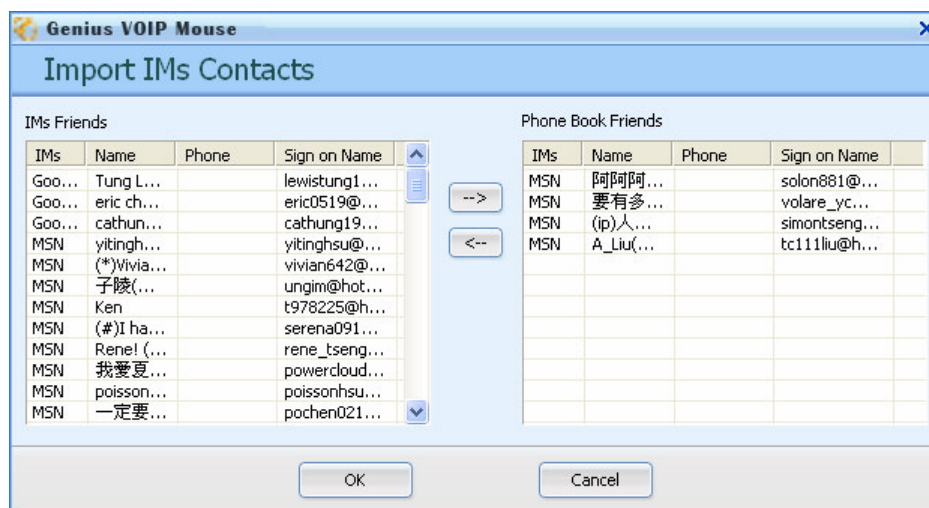 Genius VOIP Mouse
Import IMs Contacts
IMs Friends
IMs Name Phone Sign on Name
Goo... Tung L... lewistung1...
Goo... eric ch... eric0519@...
Goo... cathun... cathung19...
MSN yitingh... yitinghsu@...
MSN (*)Vivia... vivian642@...
MSN 子陵(... ungim@hot...
MSN Ken t978225@h...
MSN (#)I ha... serena091...
MSN Rene! (... rene_tseng...
MSN 我愛夏... powercloud...
MSN poisson... poissonhsu...
MSN 一定要... pochen021...
-->
<--
Phone Book Friends
IMs Name Phone Sign on Name
MSN 阿阿阿... solon881@...
MSN 要有多... volare_yc...
MSN (ip)人... simontseng...
MSN A_Liu(... tc111liu@h...
OK Cancel